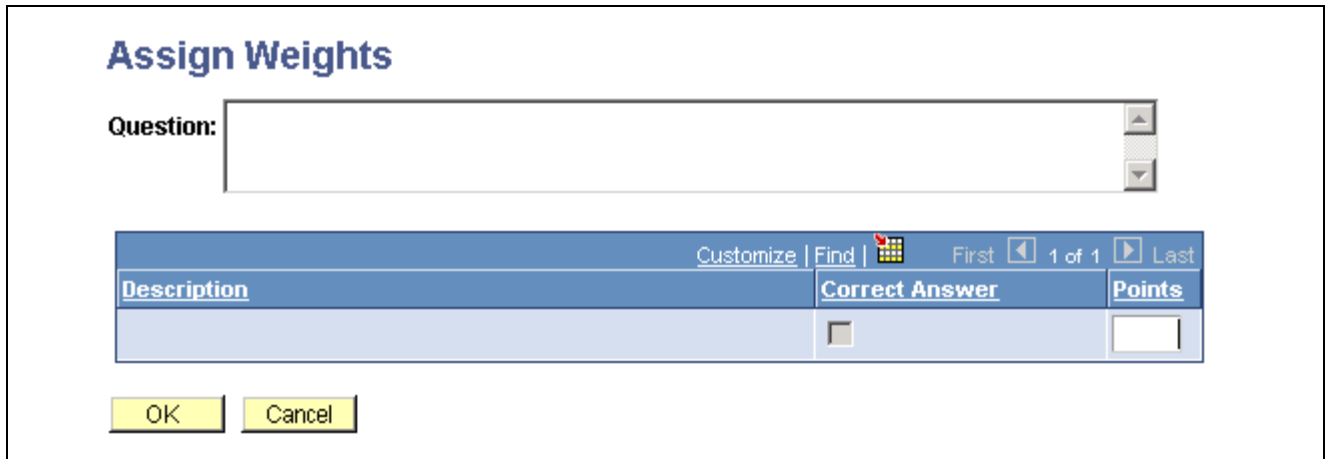 Assign Weights
Question:
Customize | Find | First 1 of 1 Last
Description Correct Answer Points
OK Cancel